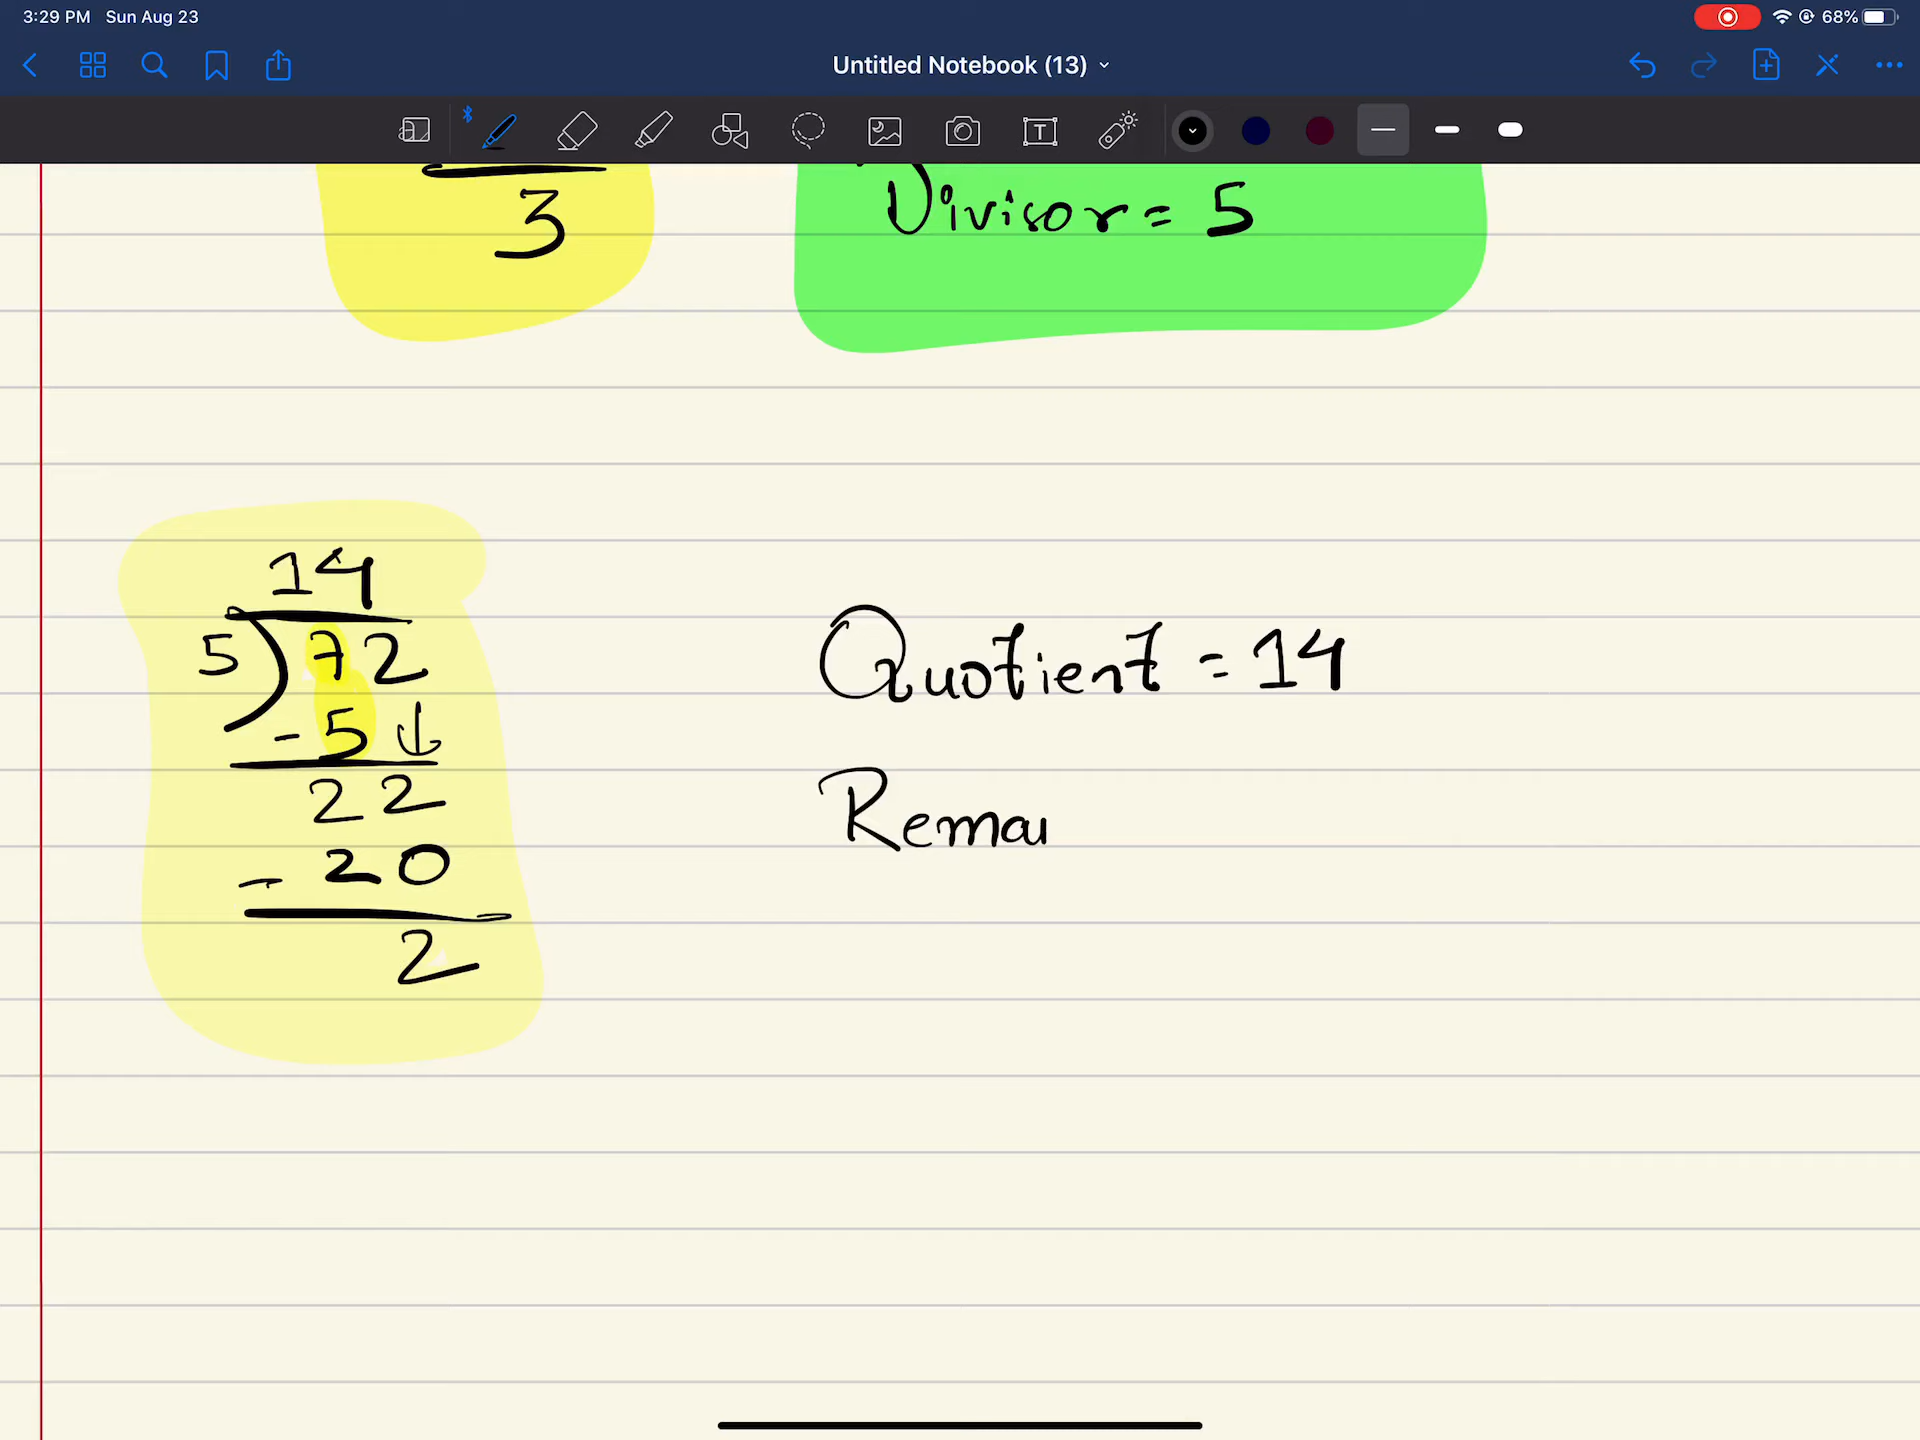 3:29 PM Sun Aug 23
68%
Untitled Notebook (13)
T
3
Divisor = 5
14
5)72
- 5↓
22
- 20
2
Quotient = 14
Remai